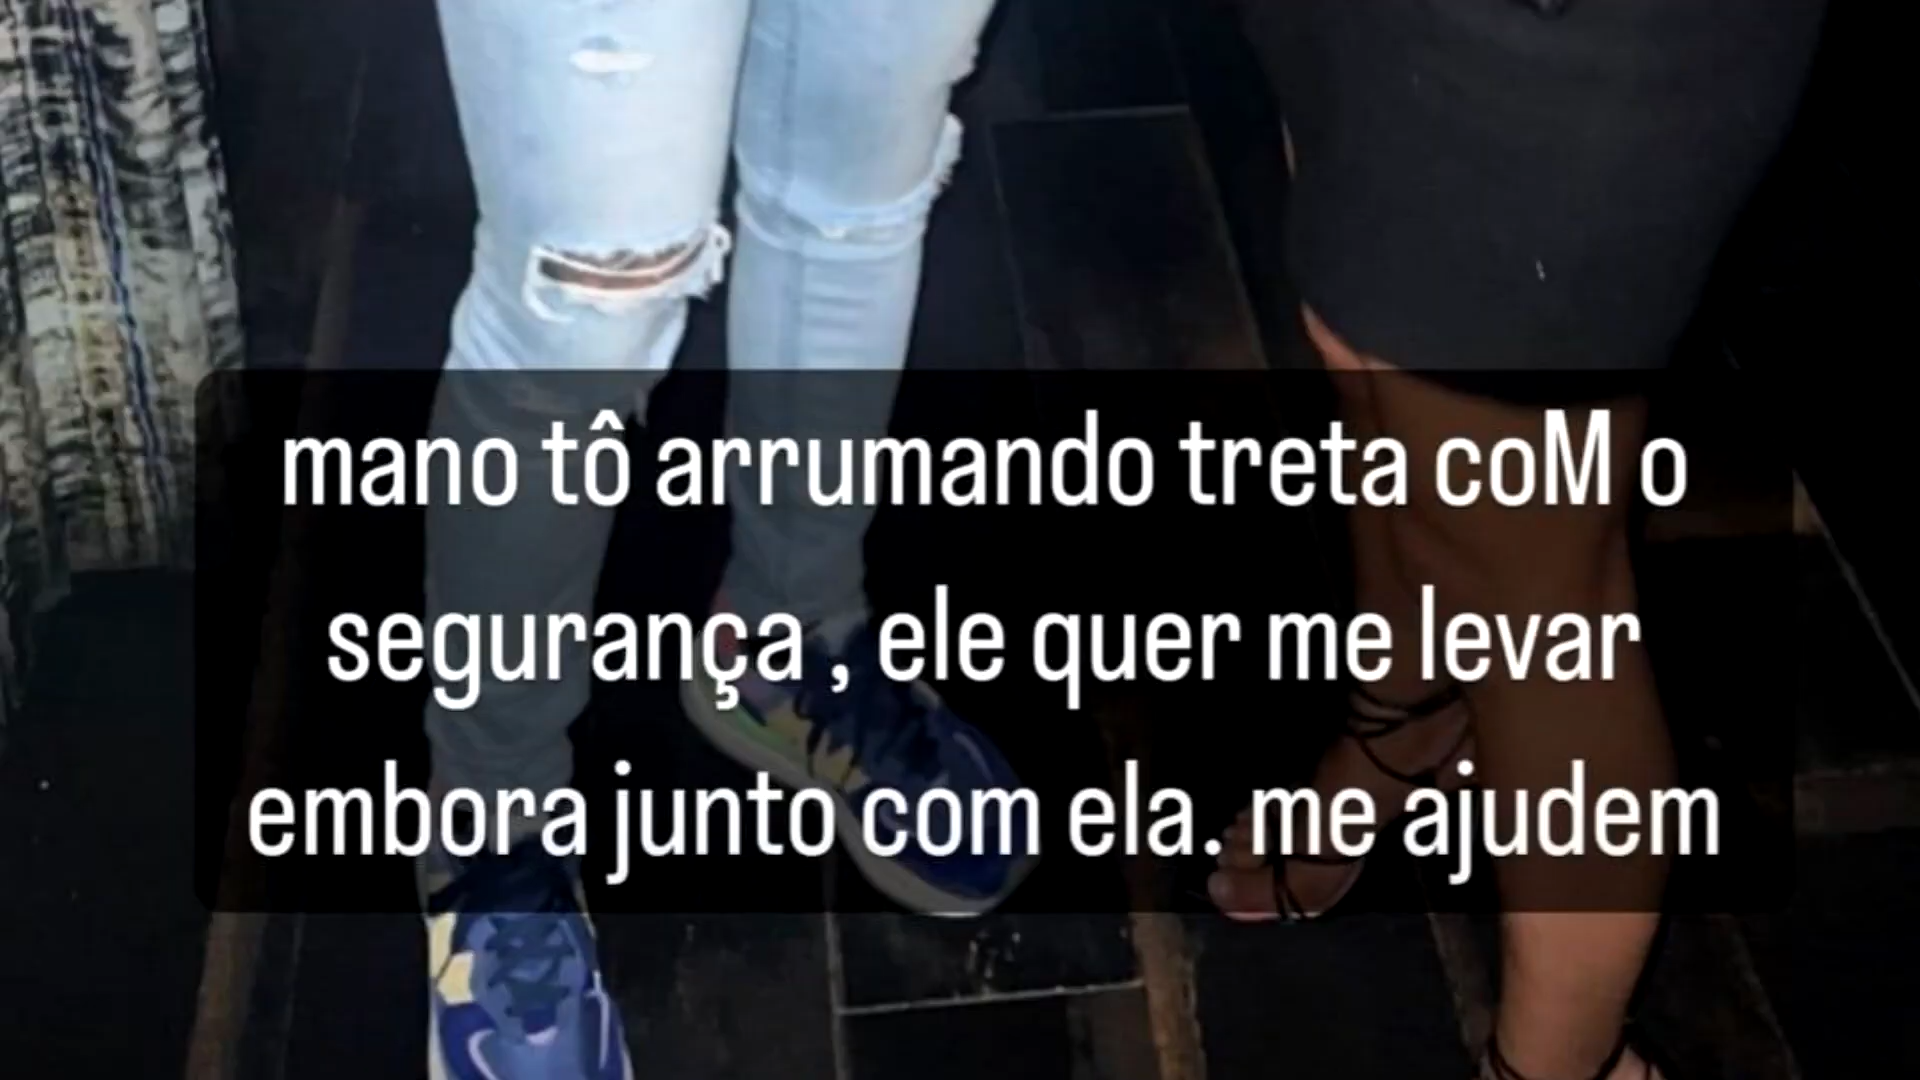 mano tô arrumando treta coM o
segurança , ele quer me levar
embora junto com ela. me ajudem